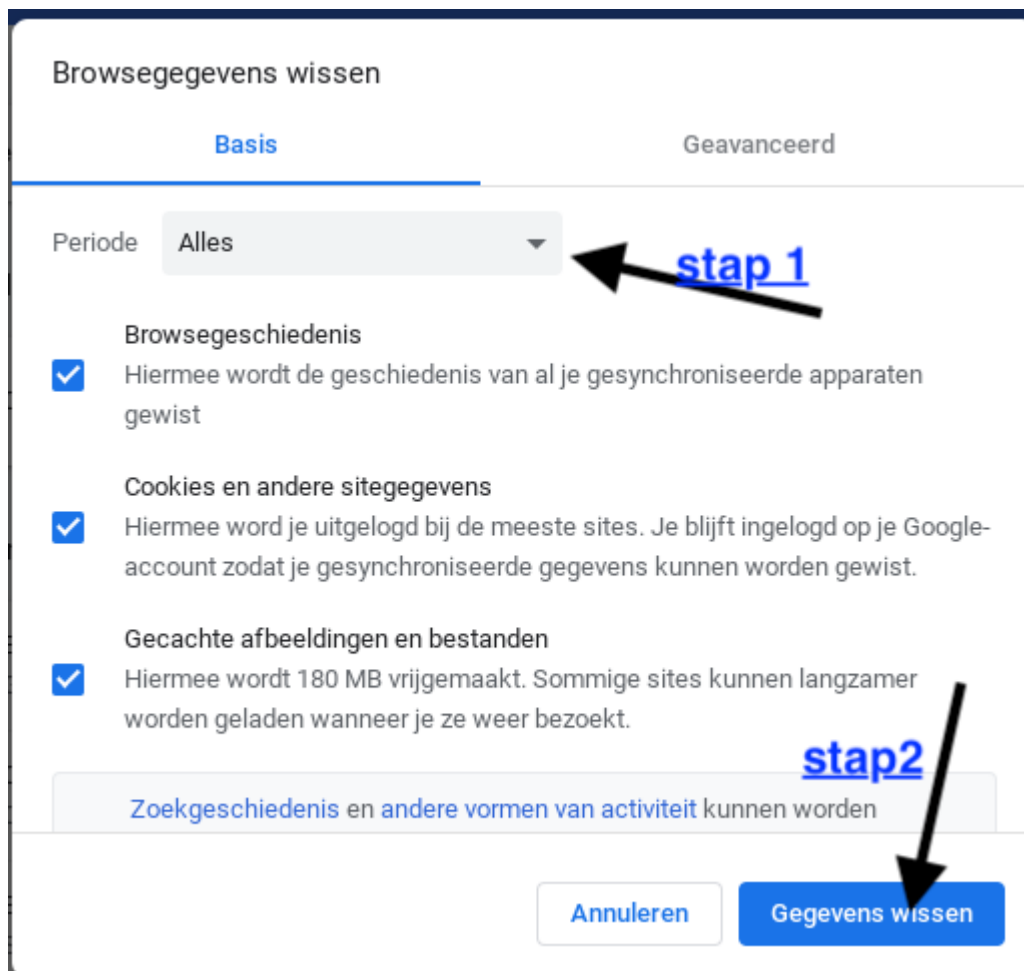 Browsegegevens wissen
Basis Geavanceerd
Periode Alles
stap 1
Browsegeschiedenis
Hiermee wordt de geschiedenis van al je gesynchroniseerde apparaten
gewist
Cookies en andere sitegegevens
Hiermee word je uitgelogd bij de meeste sites. Je blijft ingelogd op je Google-
account zodat je gesynchroniseerde gegevens kunnen worden gewist.
Gecachte afbeeldingen en bestanden
Hiermee wordt 180 MB vrijgemaakt. Sommige sites kunnen langzamer
worden geladen wanneer je ze weer bezoekt.
stap2
Zoekgeschiedenis en andere vormen van activiteit kunnen worden
Annuleren Gegevens wissen